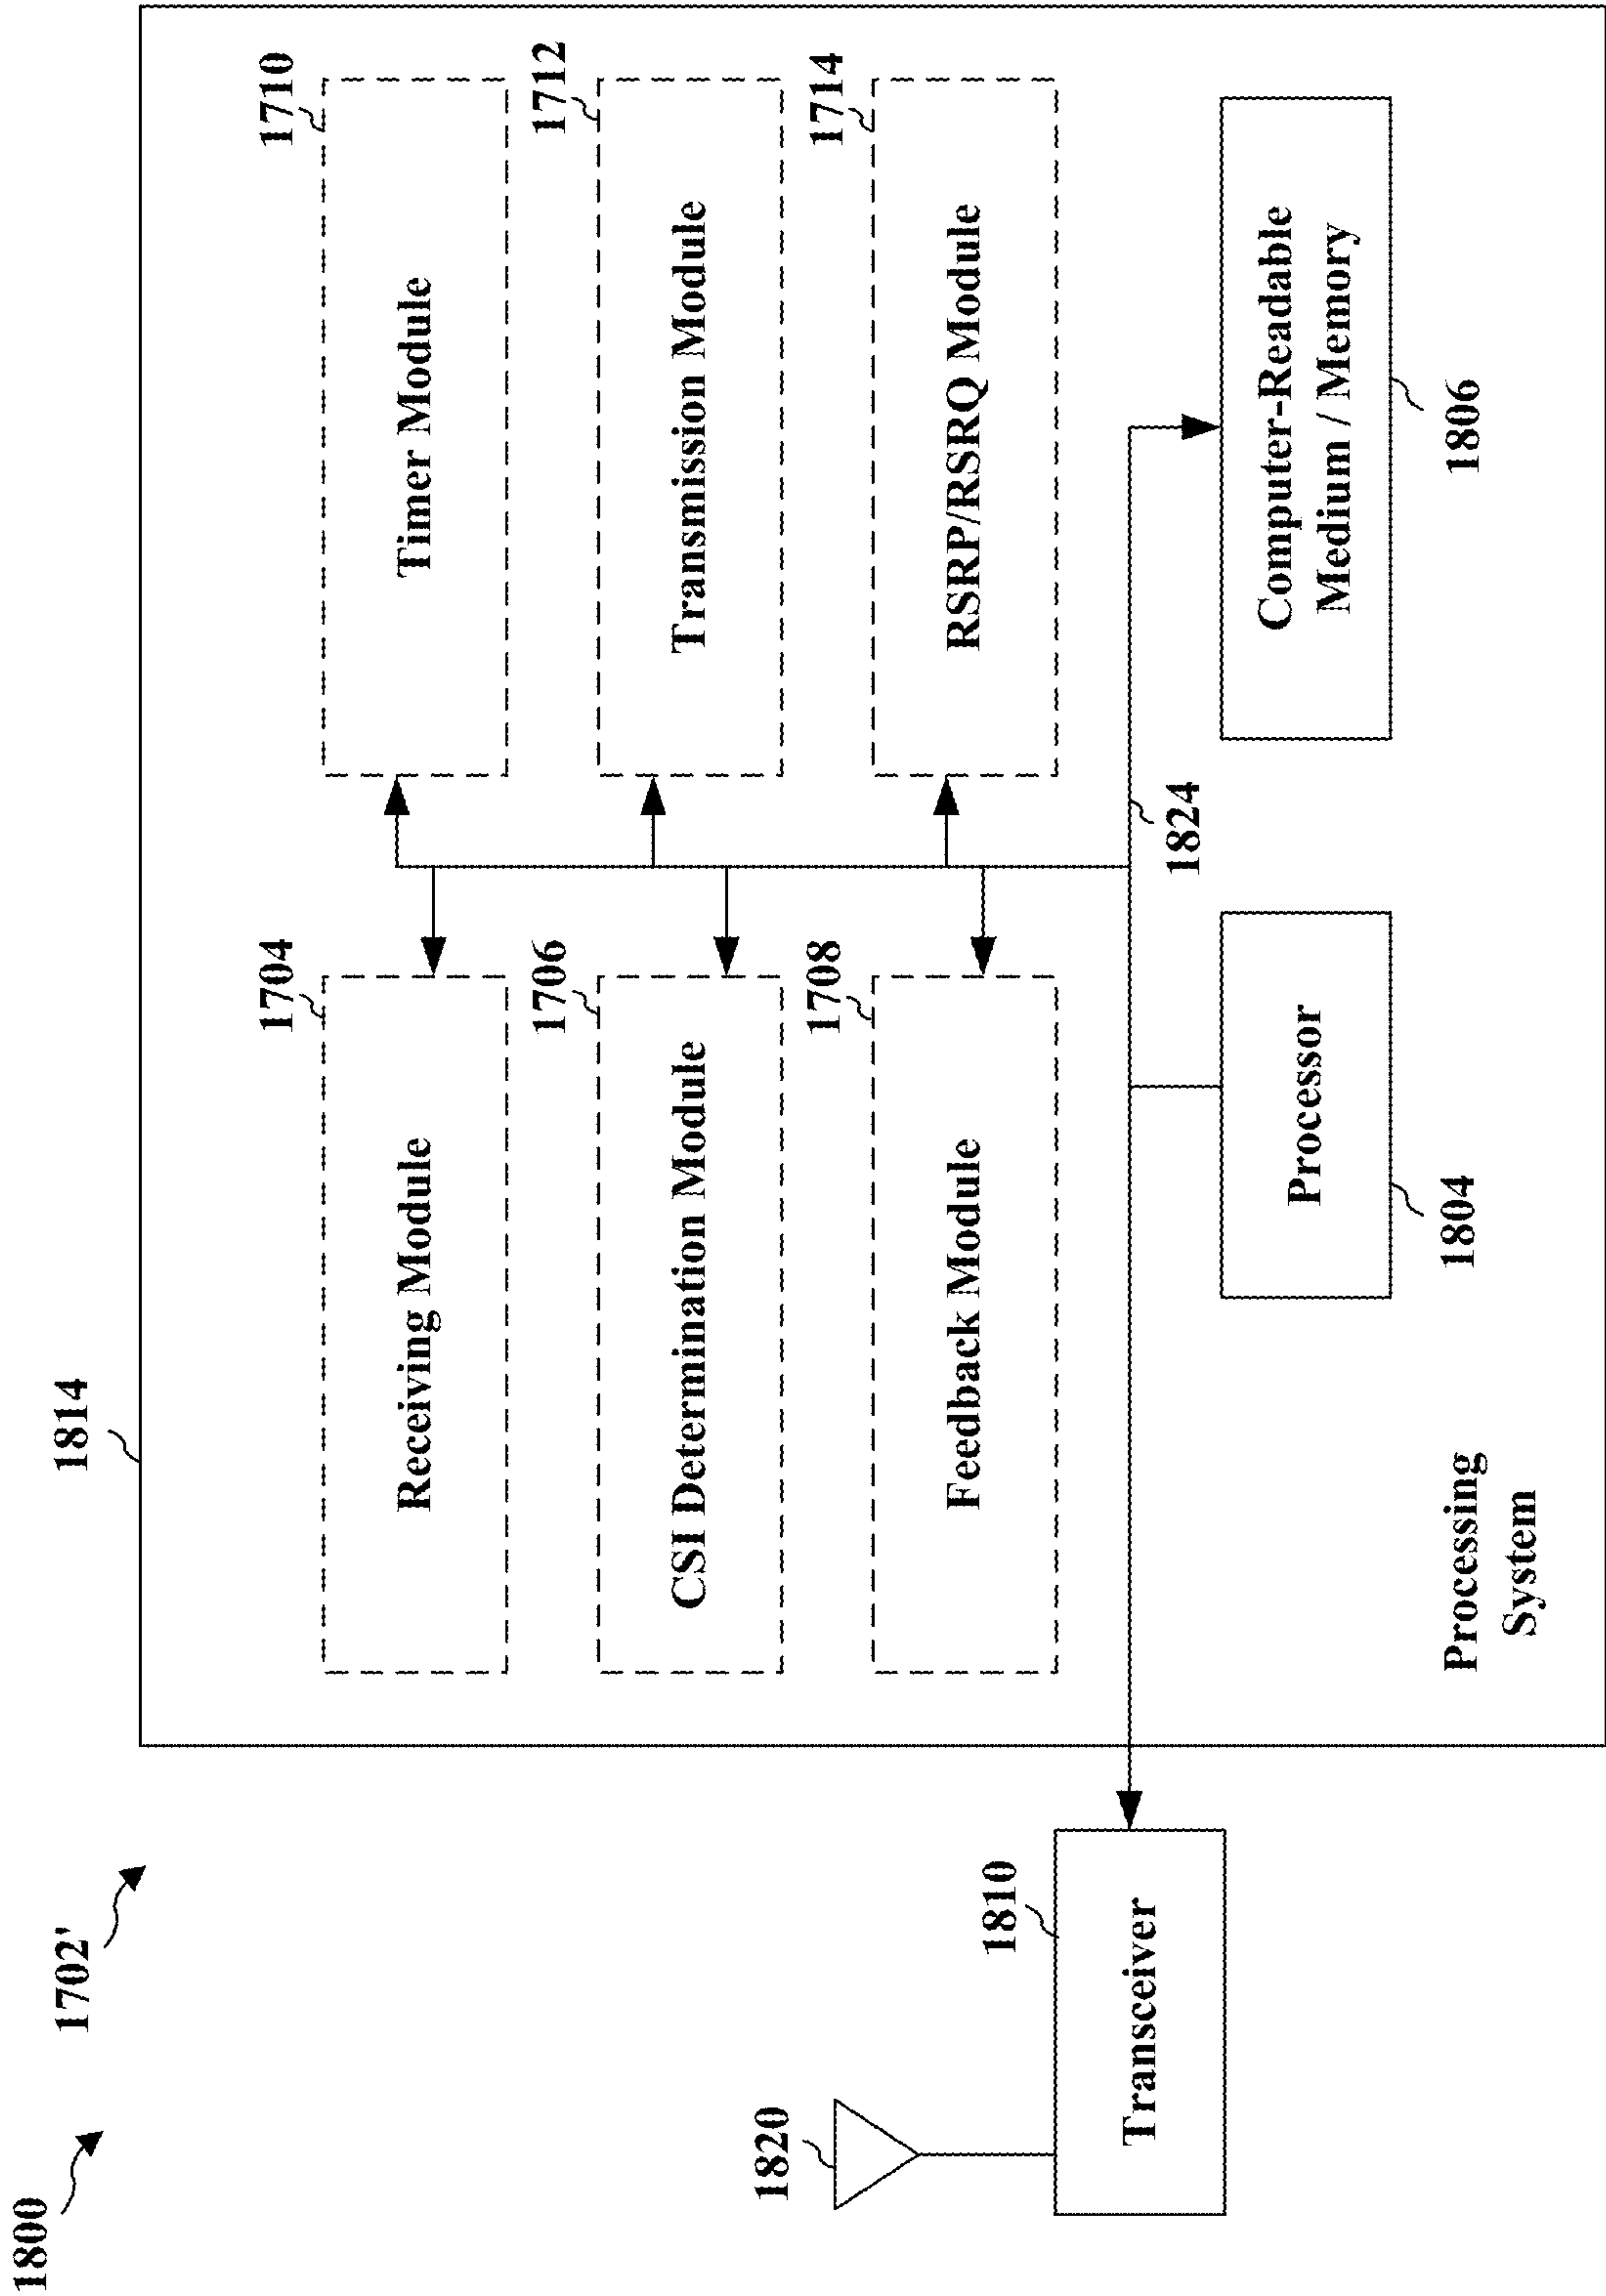 1800
1702'
1814
1704
1710
Receiving Module
Timer Module
1706
1712
CSI Determination Module
Transmission Module
1820
1708
1714
Feedback Module
RSRP/RSRQ Module
1810
Transceiver
1824
Processor
Computer-Readable
Medium / Memory
1804
1806
Processing
System